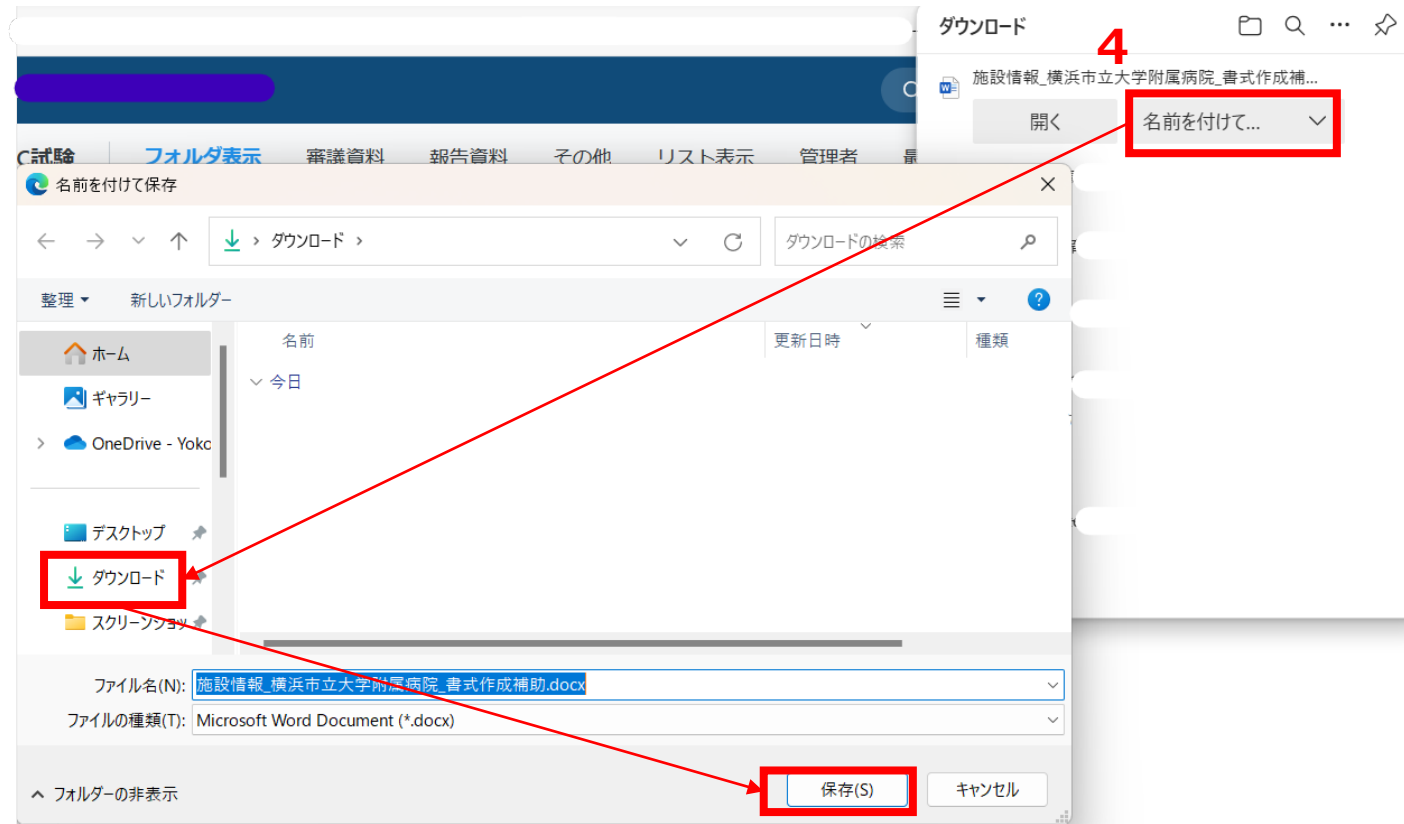 ダウンロード
4
施設情報_横浜市立大学附属病院_書式作成補...
開く
名前を付けて...
C試験 フォルダ表示 審議資料 報告資料 その他 リスト表示 管理者
名前を付けて保存
ダウンロード
ダウンロードの検索
整理
新しいフォルダー
ホーム
ギャラリー
OneDrive - Yoko
デスクトップ
ダウンロード
スクリーンショッ
名前 更新日時 種類
今日
ファイル名(N): 施設情報_横浜市立大学附属病院_書式作成補助.docx
ファイルの種類(T): Microsoft Word Document (*.docx)
フォルダーの非表示
保存(S)
キャンセル